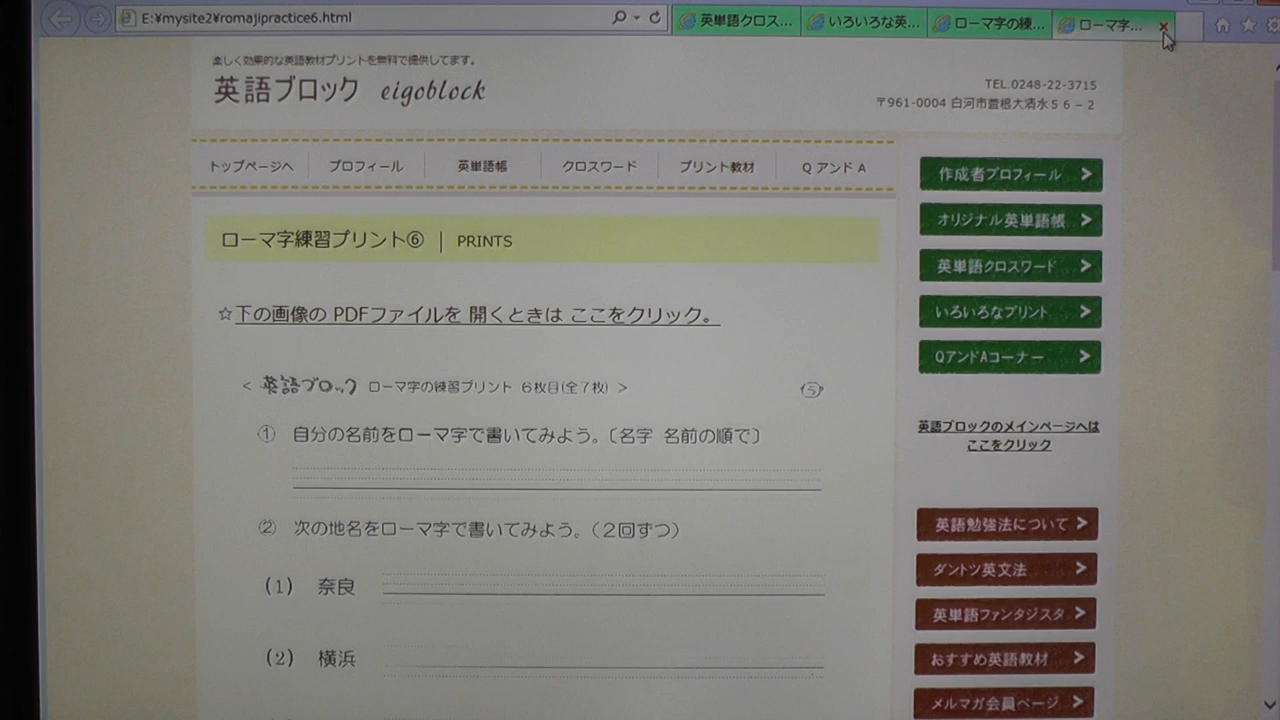 E:¥mysite2¥romajipractice6.html
英単語クロス...
いろいろな英...
ローマ字の練...
ローマ字...
楽しく効果的な英語教材プリントを無料で提供してます。
英語ブロック eigoblock
TEL.0248-22-3715
〒961-0004 白河市豊根大清水５６－２
トップページへ
プロフィール
英単語帳
クロスワード
プリント教材
Q アンド A
ローマ字練習プリント⑥ │ PRINTS
☆下の画像の PDFファイルを 開くときは ここをクリック。
< 英語ブロック ローマ字の練習プリント ６枚目(全７枚) >
① 自分の名前をローマ字で書いてみよう。〔名字 名前の順で〕
② 次の地名をローマ字で書いてみよう。（２回ずつ）
(1) 奈良
(2) 横浜
作成者プロフィール
オリジナル英単語帳
英単語クロスワード
いろいろなプリント
QアンドAコーナー
英語ブロックのメインページへは
ここをクリック
英語勉強法について
ダントツ英文法
英単語ファンタジスタ
おすすめ英語教材
メルマガ会員ページ